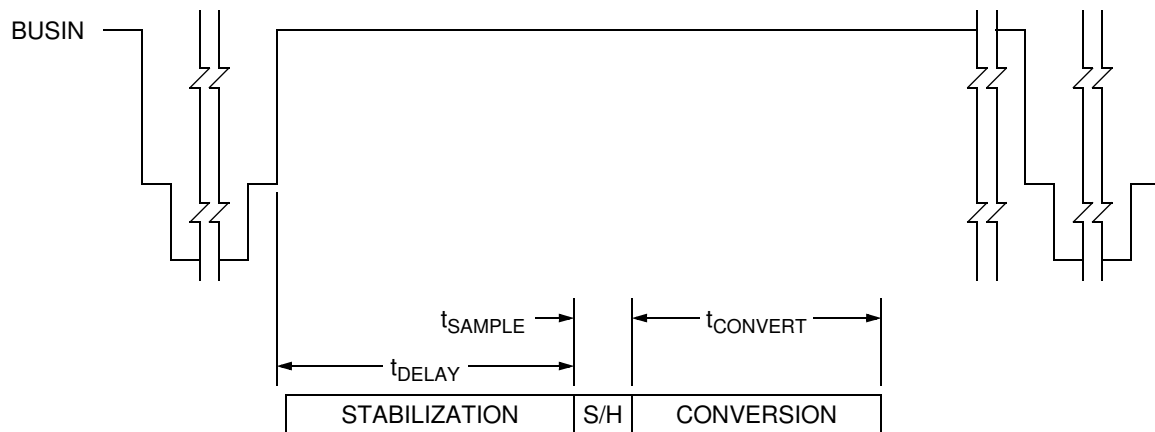 BUSIN
tSAMPLE
tCONVERT
tDELAY
STABILIZATION
S/H
CONVERSION